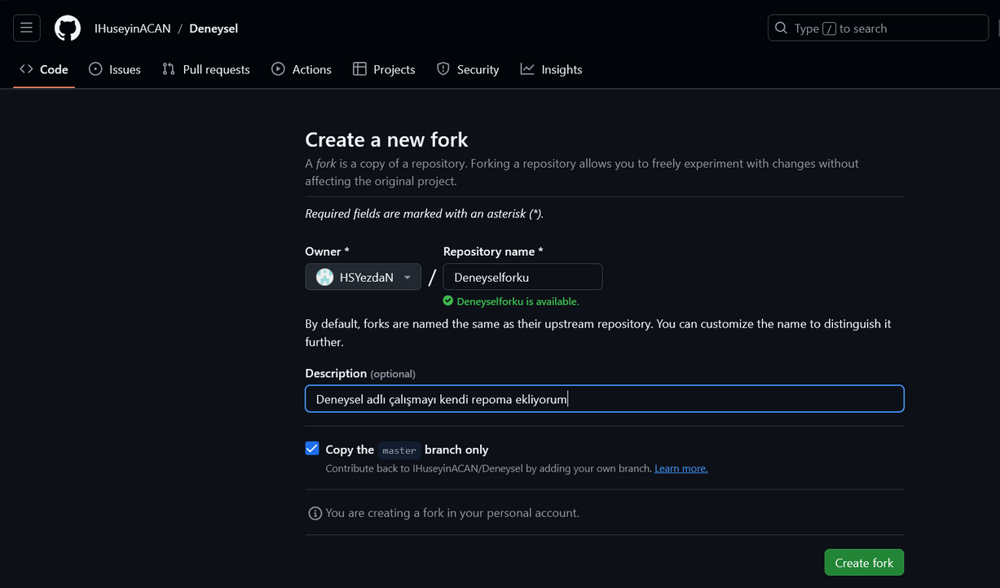 IHuseyinACAN / Deneysel
Type / to search
Code Issues Pull requests Actions Projects Security Insights
Create a new fork
A fork is a copy of a repository. Forking a repository allows you to freely experiment with changes without
affecting the original project.
Required fields are marked with an asterisk (*).
Owner * Repository name *
HSYezdaN / Deneyselforku
Deneyselforku is available.
By default, forks are named the same as their upstream repository. You can customize the name to distinguish it
further.
Description (optional)
Deneysel adlı çalışmayı kendi repoma ekliyorum
Copy the master branch only
Contribute back to IHuseyinACAN/Deneysel by adding your own branch. Learn more.
You are creating a fork in your personal account.
Create fork